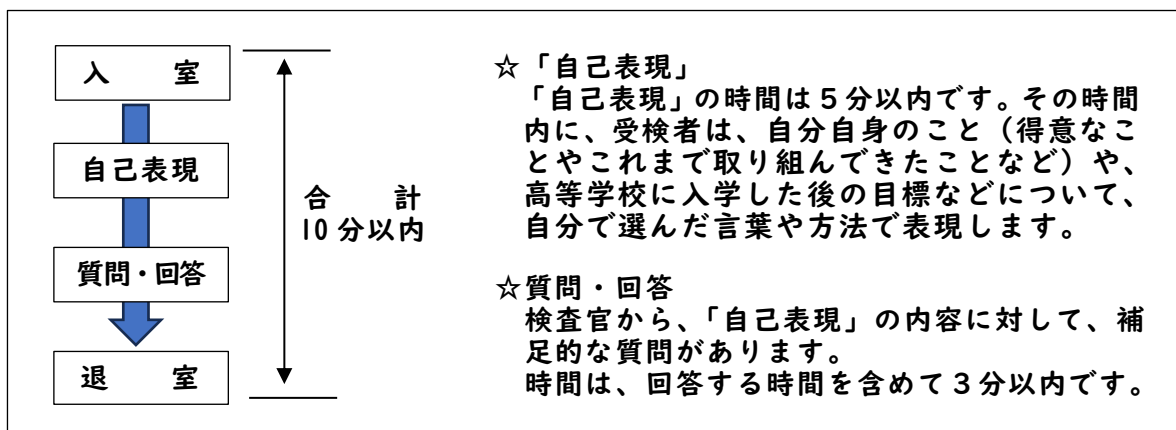 入　室
自己表現
質問・回答
退　室
合　計
10分以内
☆「自己表現」
「自己表現」の時間は5分以内です。その時間
内に、受検者は、自分自身のこと（得意なこ
とやこれまで取り組んできたことなど）や、
高等学校に入学した後の目標などについて、
自分で選んだ言葉や方法で表現します。
☆質問・回答
検査官から、「自己表現」の内容に対して、補
足的な質問があります。
時間は、回答する時間を含めて3分以内です。